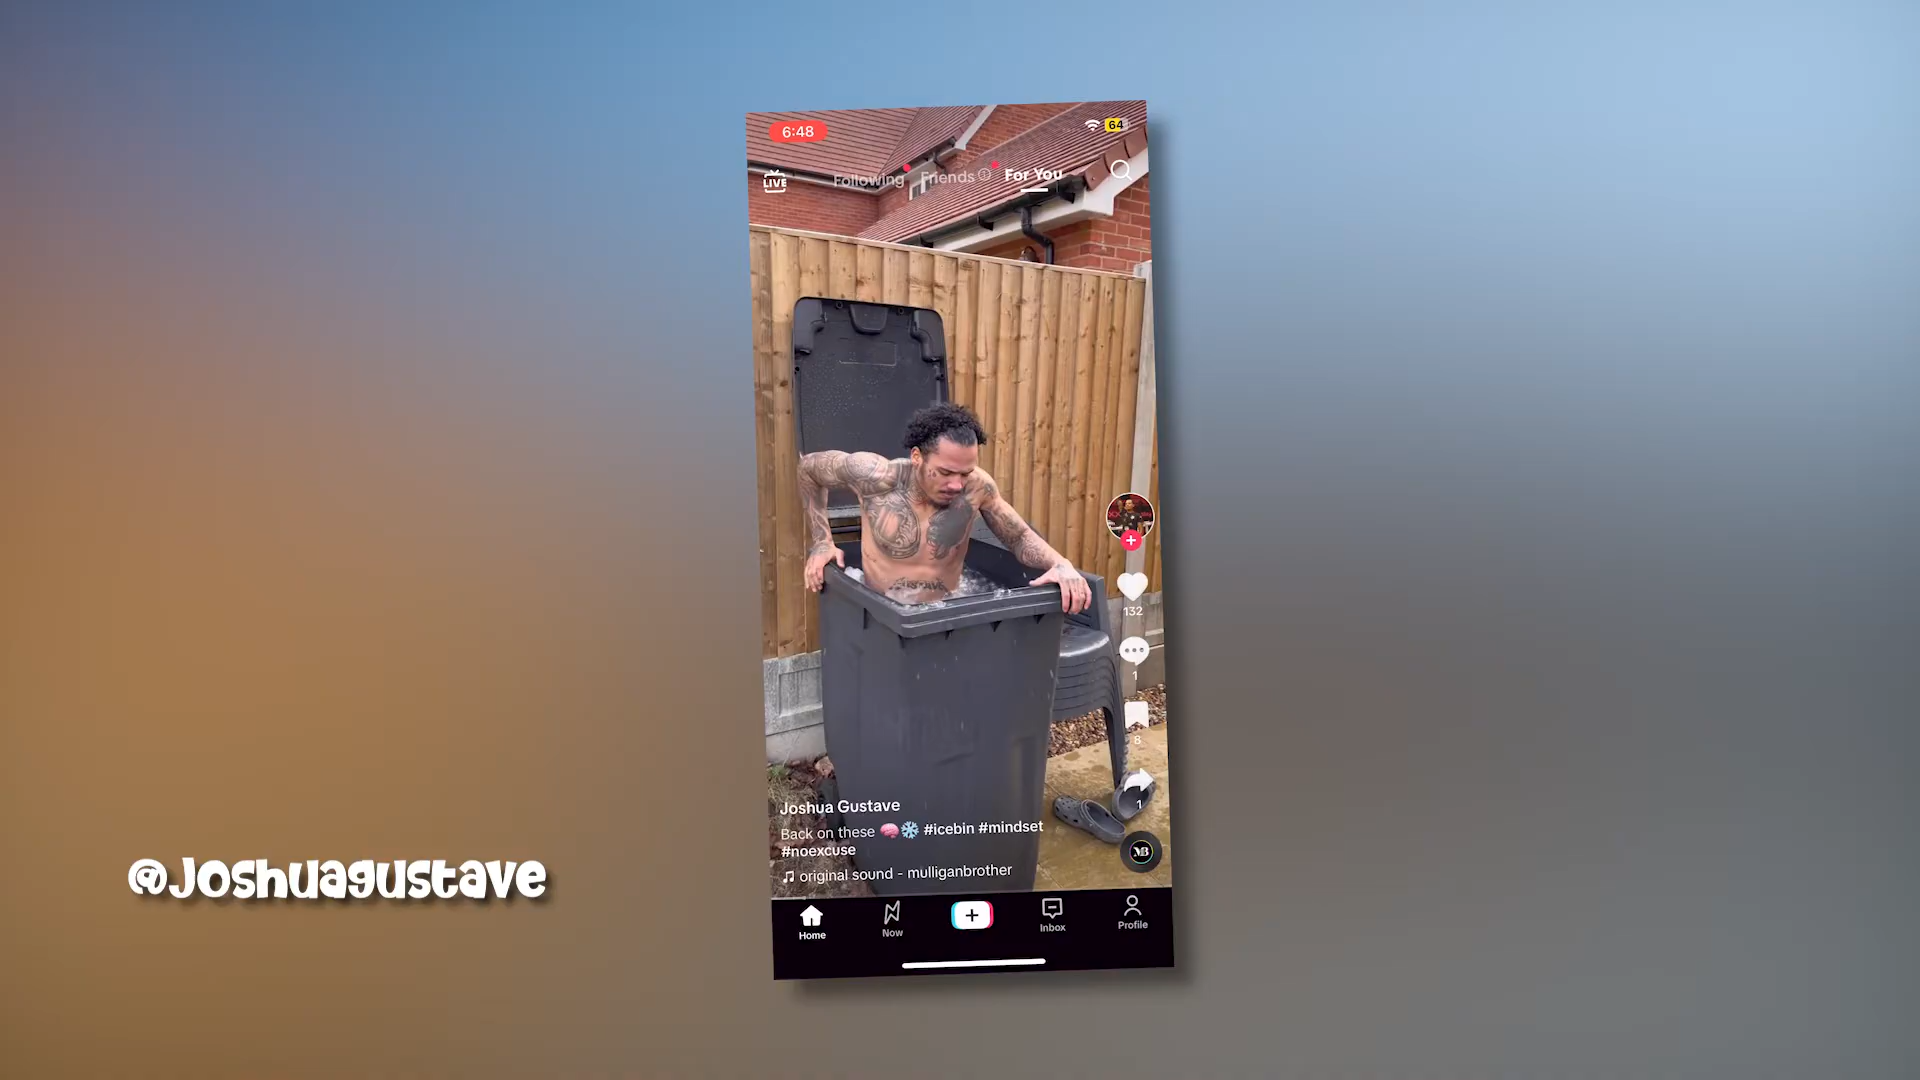 6:48
64
LIVE
Following
Friends
For You
132
1
8
1
Joshua Gustave
Back on these 🧠❄️ #icebin #mindset
#noexcuse
original sound - mulliganbrother
MB
Home
Now
Inbox
Profile
@Joshuagustave